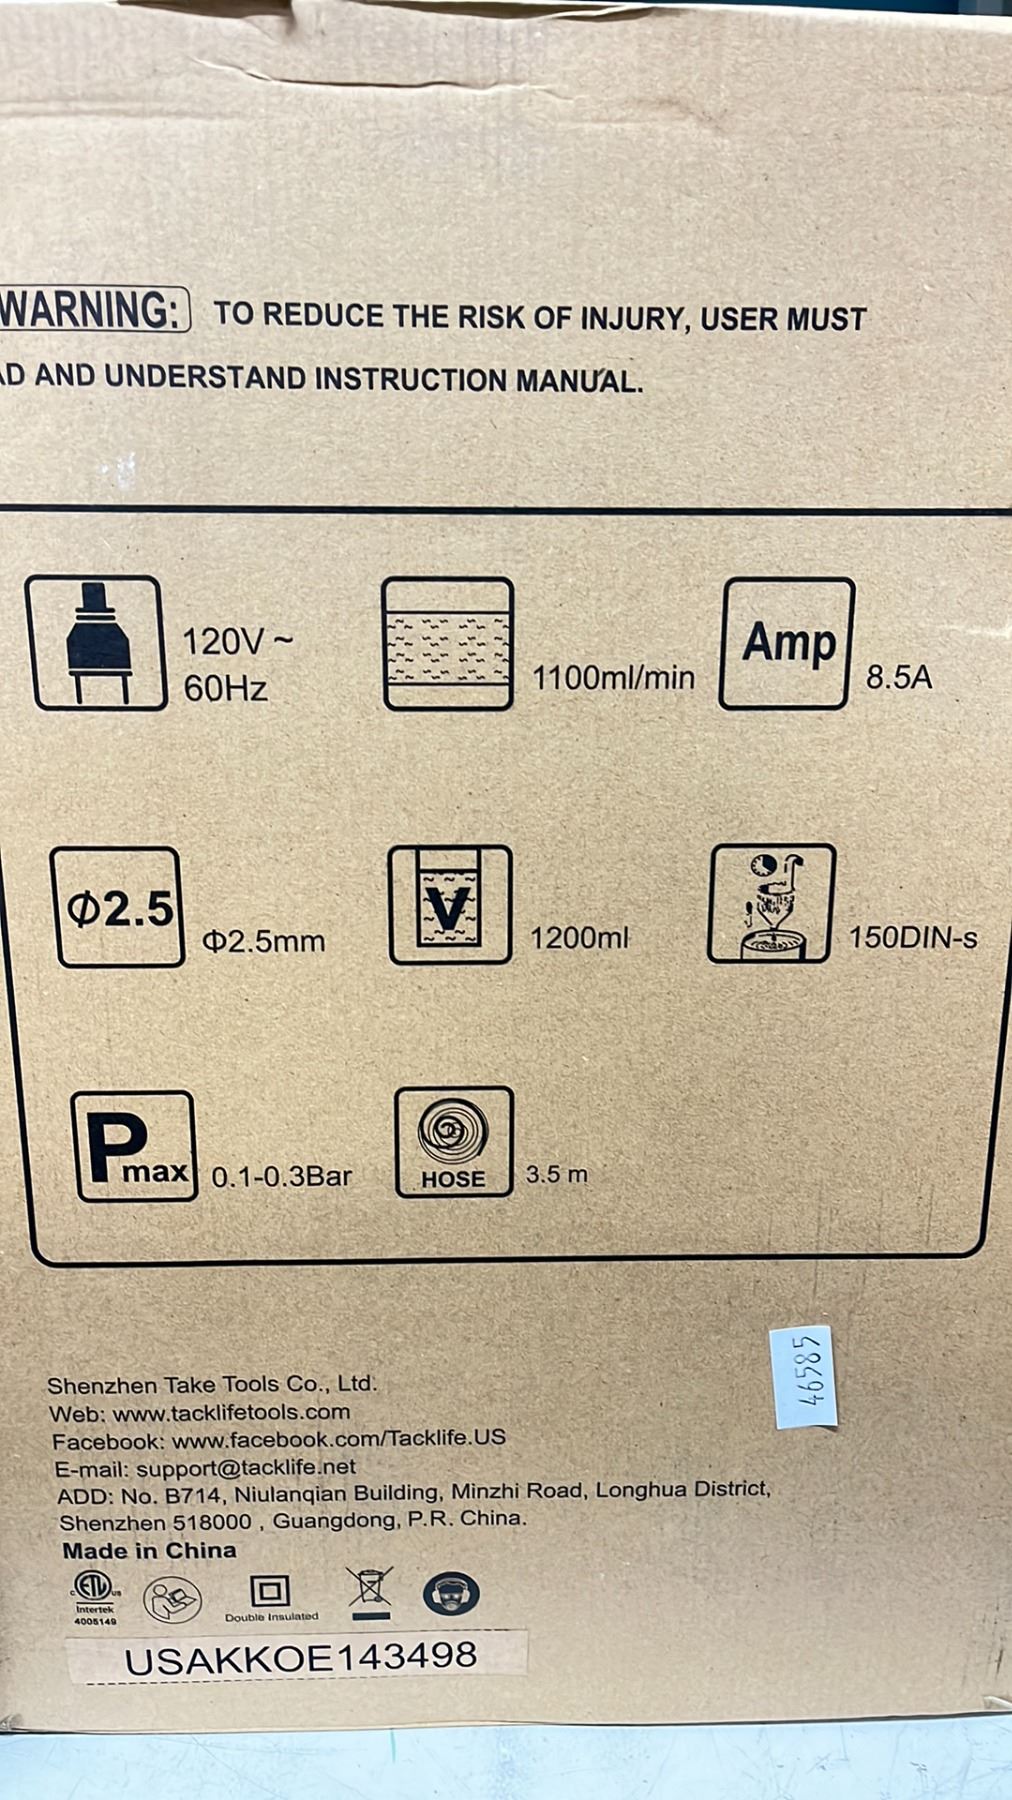 WARNING: TO REDUCE THE RISK OF INJURY, USER MUST
AD AND UNDERSTAND INSTRUCTION MANUAL.
120V ~
60Hz
1100ml/min
Amp
8.5A
Φ2.5
Φ2.5mm
V
1200ml
150DIN-s
Pmax
0.1-0.3Bar
HOSE
3.5 m
46585
Shenzhen Take Tools Co., Ltd.
Web: www.tacklifetools.com
Facebook: www.facebook.com/Tacklife.US
E-mail: support@tacklife.net
ADD: No. B714, Niulanqian Building, Minzhi Road, Longhua District,
Shenzhen 518000 , Guangdong, P.R. China.
Made in China
c ETL us
Intertek
4005149
Double Insulated
USAKKOE143498